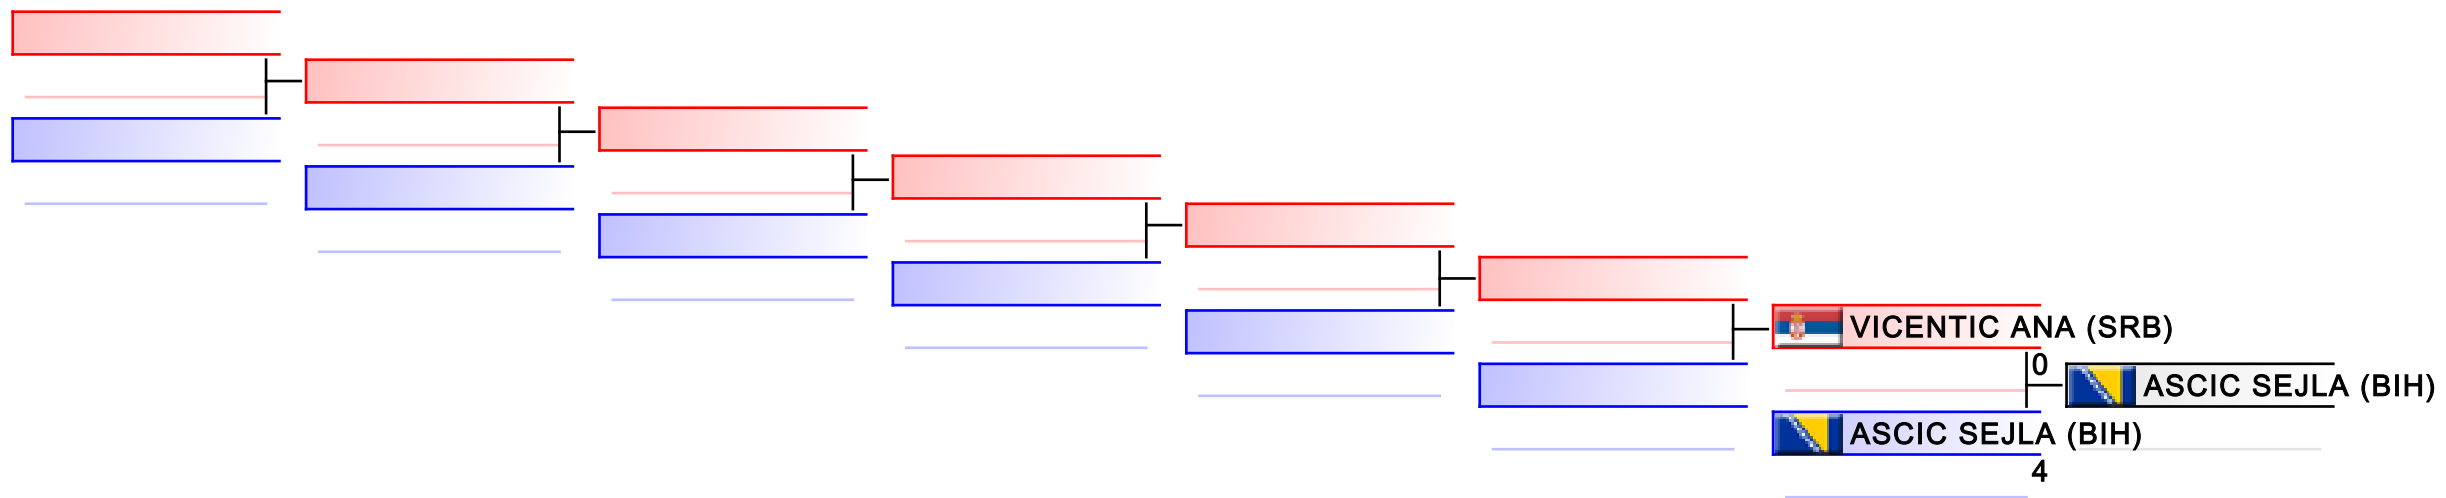 VICENTIC ANA (SRB)
0
ASCIC SEJLA (BIH)
ASCIC SEJLA (BIH)
4